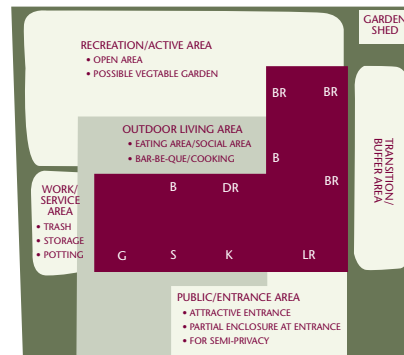 GARDEN
SHED
RECREATION/ACTIVE AREA
• OPEN AREA
• POSSIBLE VEGTABLE GARDEN
BR BR
OUTDOOR LIVING AREA
• EATING AREA/SOCIAL AREA
• BAR-BE-QUE/COOKING
B
TRANSITION/
BUFFER AREA
WORK/
SERVICE
AREA
• TRASH
• STORAGE
• POTTING
B DR BR
G S K LR
PUBLIC/ENTRANCE AREA
• ATTRACTIVE ENTRANCE
• PARTIAL ENCLOSURE AT ENTRANCE
• FOR SEMI-PRIVACY